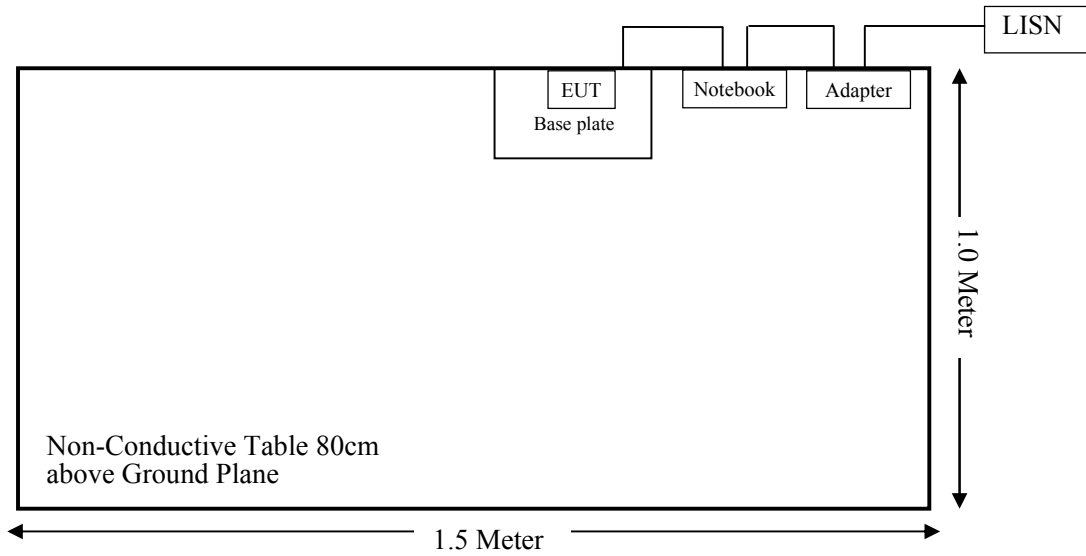 LISN
EUT
Notebook
Adapter
Base plate
1.0 Meter
Non-Conductive Table 80cm
above Ground Plane
1.5 Meter